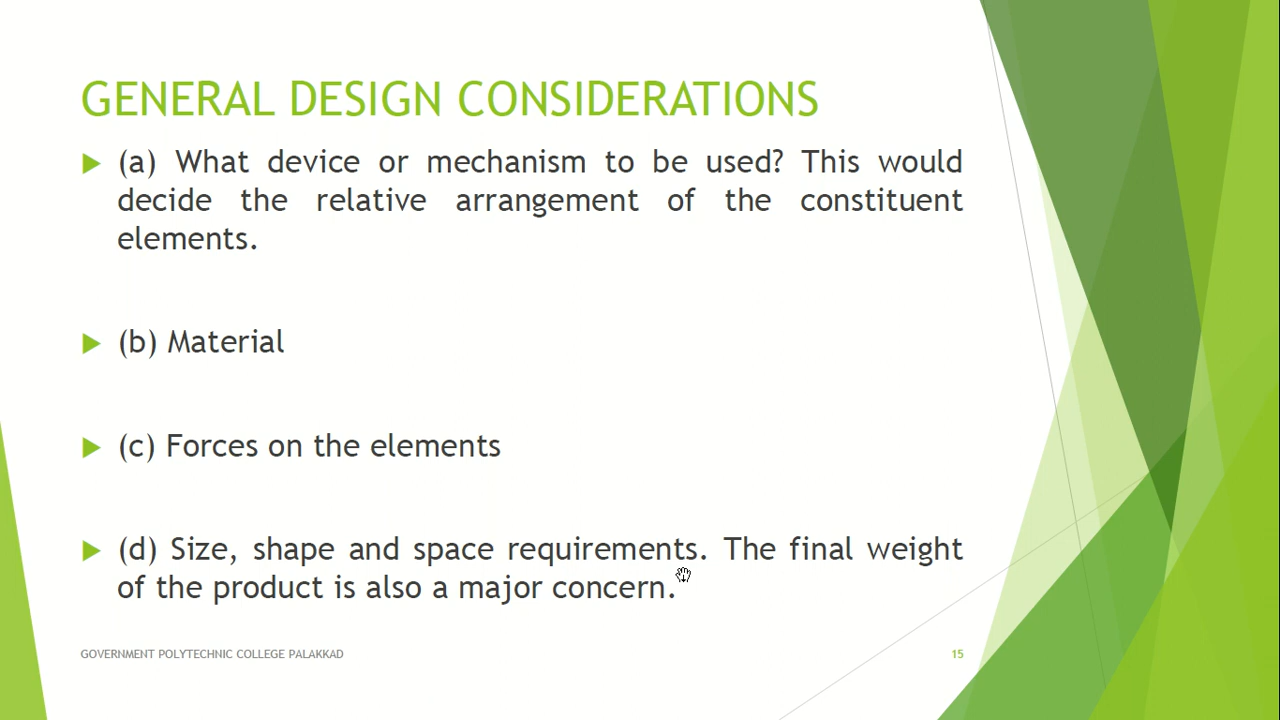 GENERAL DESIGN CONSIDERATIONS
(a) What device or mechanism to be used? This would
decide the relative arrangement of the constituent
elements.
(b) Material
(c) Forces on the elements
(d) Size, shape and space requirements. The final weight
of the product is also a major concern.
GOVERNMENT POLYTECHNIC COLLEGE PALAKKAD
15